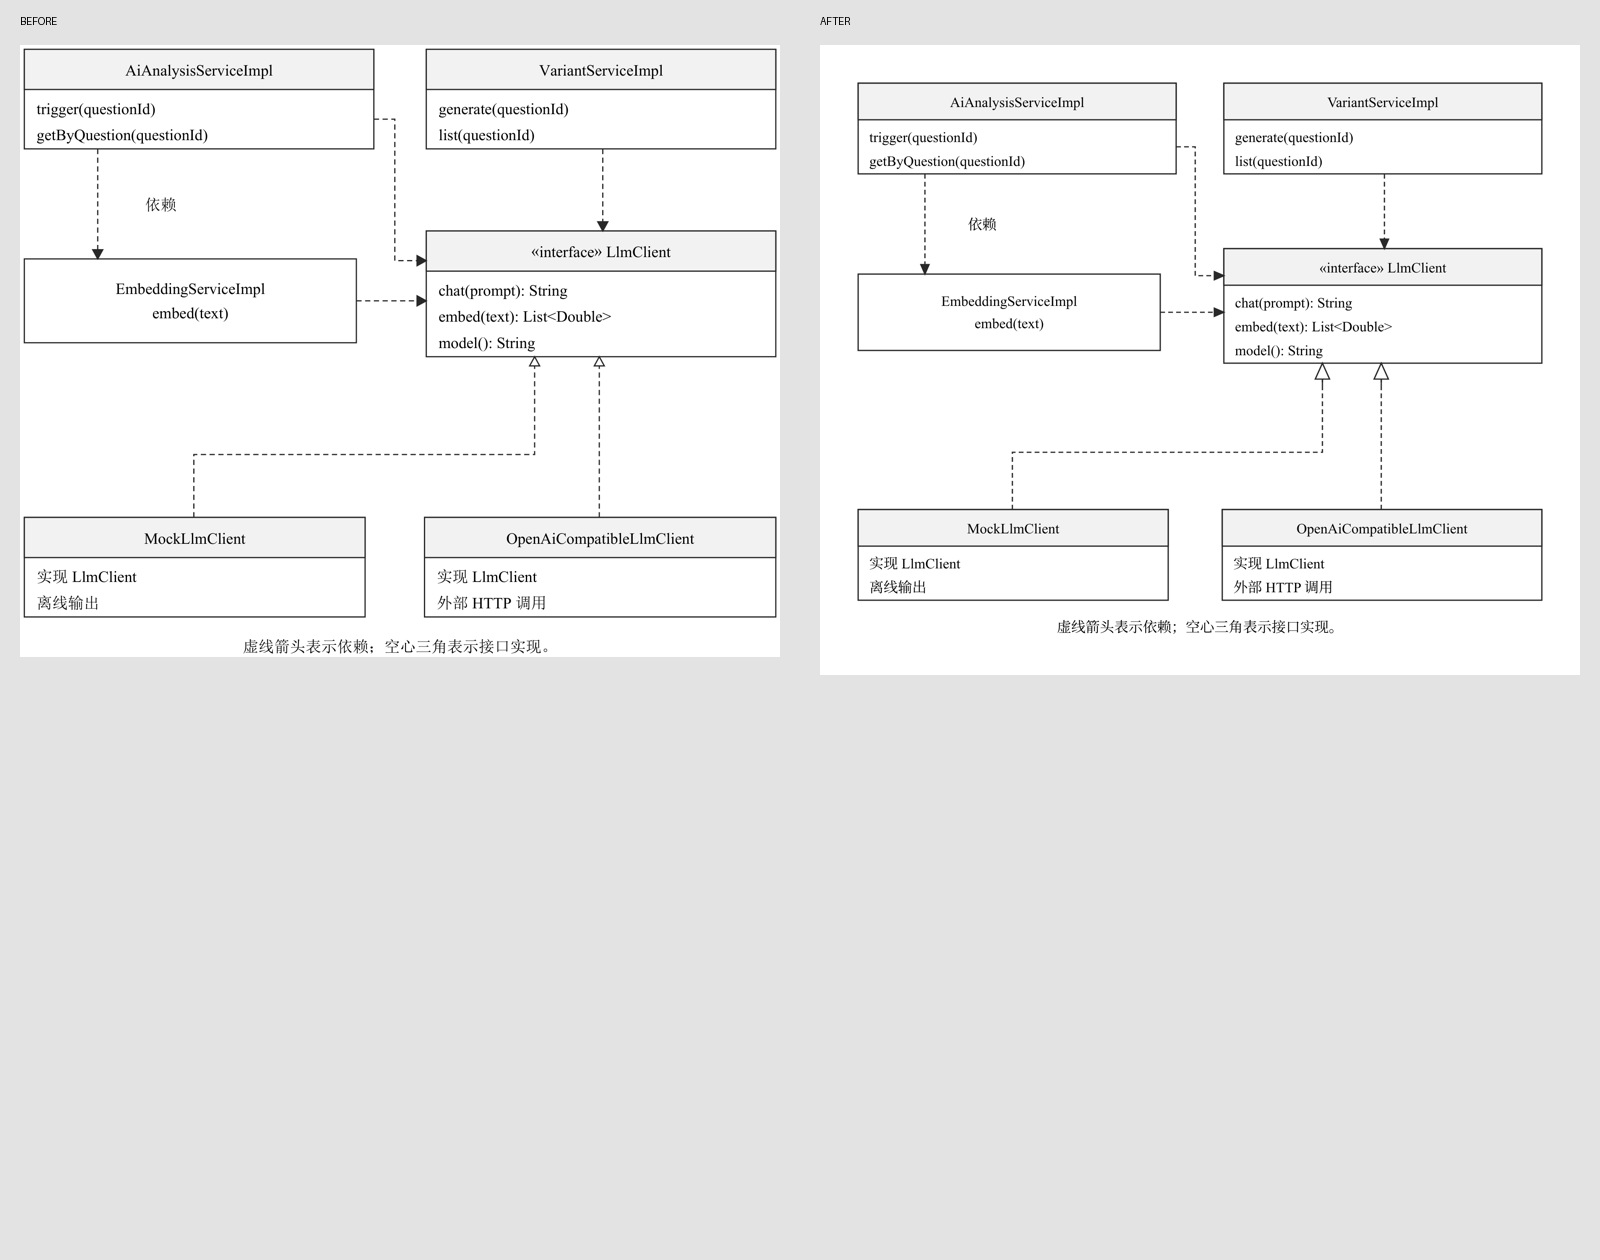 BEFORE
AiAnalysisServiceImpl
trigger(questionId)
getByQuestion(questionId)
VariantServiceImpl
generate(questionId)
list(questionId)
依赖
«interface» LlmClient
chat(prompt): String
embed(text): List<Double>
model(): String
EmbeddingServiceImpl
embed(text)
MockLlmClient
实现 LlmClient
离线输出
OpenAiCompatibleLlmClient
实现 LlmClient
外部 HTTP 调用
虚线箭头表示依赖；空心三角表示接口实现。
AFTER
AiAnalysisServiceImpl
trigger(questionId)
getByQuestion(questionId)
VariantServiceImpl
generate(questionId)
list(questionId)
依赖
«interface» LlmClient
chat(prompt): String
embed(text): List<Double>
model(): String
EmbeddingServiceImpl
embed(text)
MockLlmClient
实现 LlmClient
离线输出
OpenAiCompatibleLlmClient
实现 LlmClient
外部 HTTP 调用
虚线箭头表示依赖；空心三角表示接口实现。